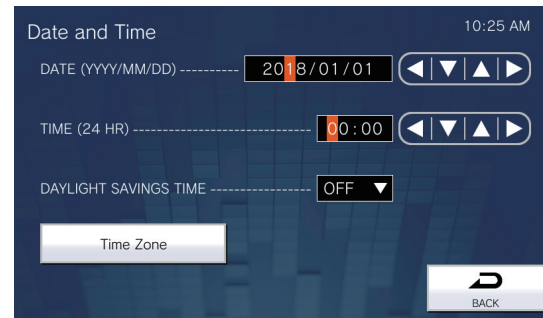 Date and Time
10:25 AM
DATE (YYYY/MM/DD) ---------- 2018/01/01
TIME (24 HR) ------------------------------ 00:00
DAYLIGHT SAVINGS TIME ----------------- OFF
Time Zone
BACK